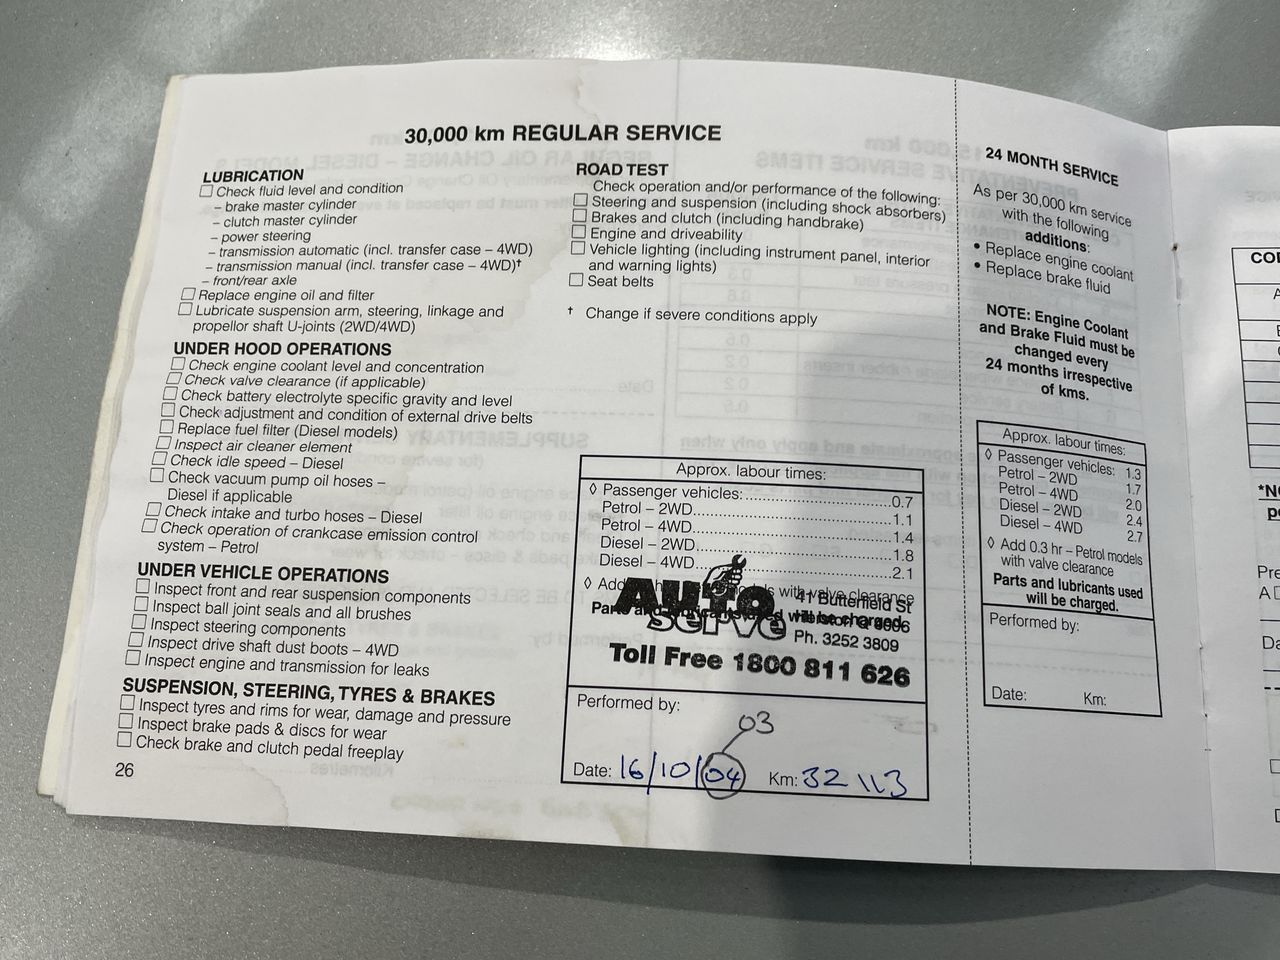 30,000 km REGULAR SERVICE
LUBRICATION
Check fluid level and condition
– brake master cylinder
– clutch master cylinder
– power steering
– transmission automatic (incl. transfer case – 4WD)
– transmission manual (incl. transfer case – 4WD)†
– front/rear axle
Replace engine oil and filter
Lubricate suspension arm, steering, linkage and
propellor shaft U-joints (2WD/4WD)
UNDER HOOD OPERATIONS
Check engine coolant level and concentration
Check valve clearance (if applicable)
Check battery electrolyte specific gravity and level
Check adjustment and condition of external drive belts
Replace fuel filter (Diesel models)
Inspect air cleaner element
Check idle speed – Diesel
Check vacuum pump oil hoses –
Diesel if applicable
Check intake and turbo hoses – Diesel
Check operation of crankcase emission control
system – Petrol
UNDER VEHICLE OPERATIONS
Inspect front and rear suspension components
Inspect ball joint seals and all brushes
Inspect steering components
Inspect drive shaft dust boots – 4WD
Inspect engine and transmission for leaks
SUSPENSION, STEERING, TYRES & BRAKES
Inspect tyres and rims for wear, damage and pressure
Inspect brake pads & discs for wear
Check brake and clutch pedal freeplay
26
ROAD TEST
Check operation and/or performance of the following:
Steering and suspension (including shock absorbers)
Brakes and clutch (including handbrake)
Engine and driveability
Vehicle lighting (including instrument panel, interior
and warning lights)
Seat belts
† Change if severe conditions apply
Approx. labour times:
◊ Passenger vehicles:..............0.7
Petrol – 2WD..............1.1
Petrol – 4WD..............1.4
Diesel – 2WD..............1.8
Diesel – 4WD..............2.1
◊ Add models with valve clearance
Parts and lubricants used will be charged.
AUTO
serve
41 Butterfield St
Ph. 3252 3809
Toll Free 1800 811 626
Performed by:
03
Date: 16/10/04 Km: 32113
24 MONTH SERVICE
As per 30,000 km service
with the following
additions:
• Replace engine coolant
• Replace brake fluid
NOTE: Engine Coolant
and Brake Fluid must be
changed every
24 months irrespective
of kms.
Approx. labour times:
◊ Passenger vehicles: 1.3
Petrol – 2WD 1.7
Petrol – 4WD 2.0
Diesel – 2WD 2.4
Diesel – 4WD 2.7
◊ Add 0.3 hr – Petrol models
with valve clearance
Parts and lubricants used
will be charged.
Performed by:
Date: Km: